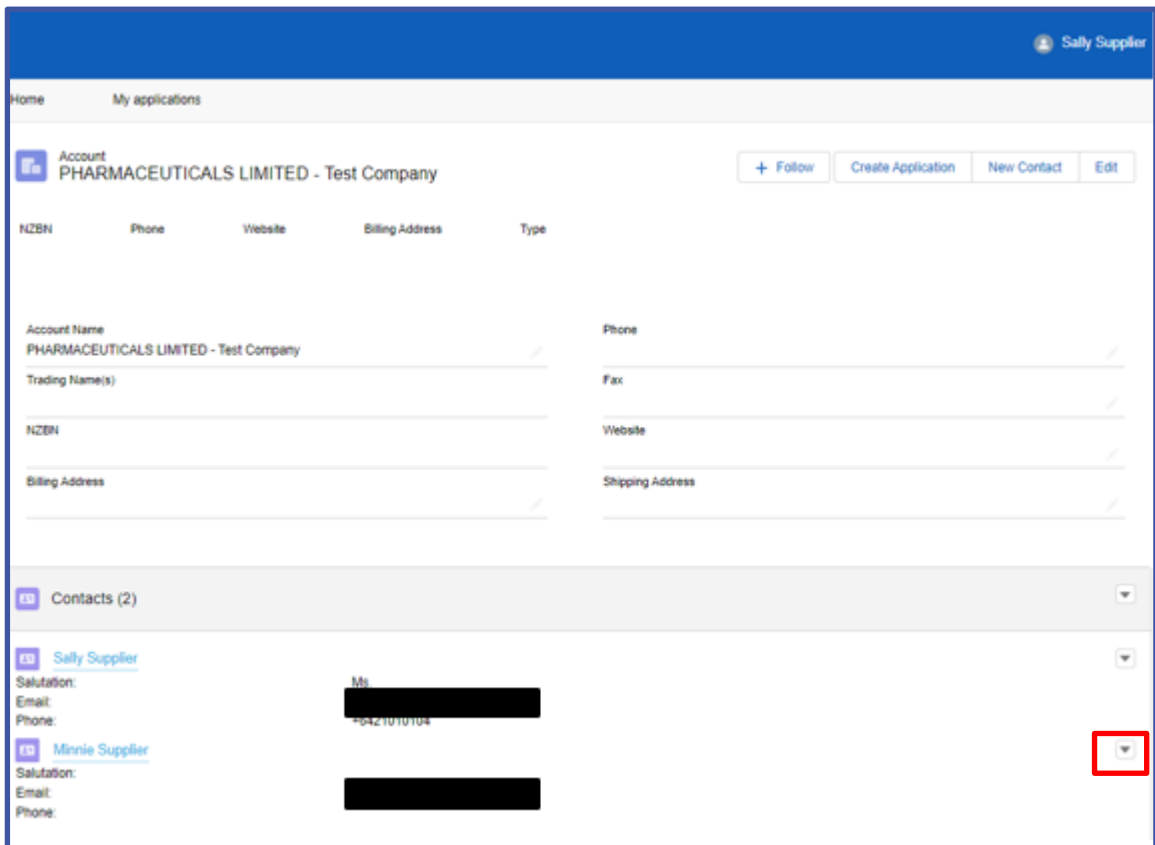 Sally Supplier
Home My applications
Account
PHARMACEUTICALS LIMITED - Test Company
+ Follow Create Application New Contact Edit
NZBN Phone Website Billing Address Type
Account Name Phone
PHARMACEUTICALS LIMITED - Test Company
Trading Name(s) Fax
NZBN Website
Billing Address Shipping Address
Contacts (2)
Sally Supplier
Salutation: Ms.
Email:
Phone: +6421010104
Minnie Supplier
Salutation:
Email:
Phone: